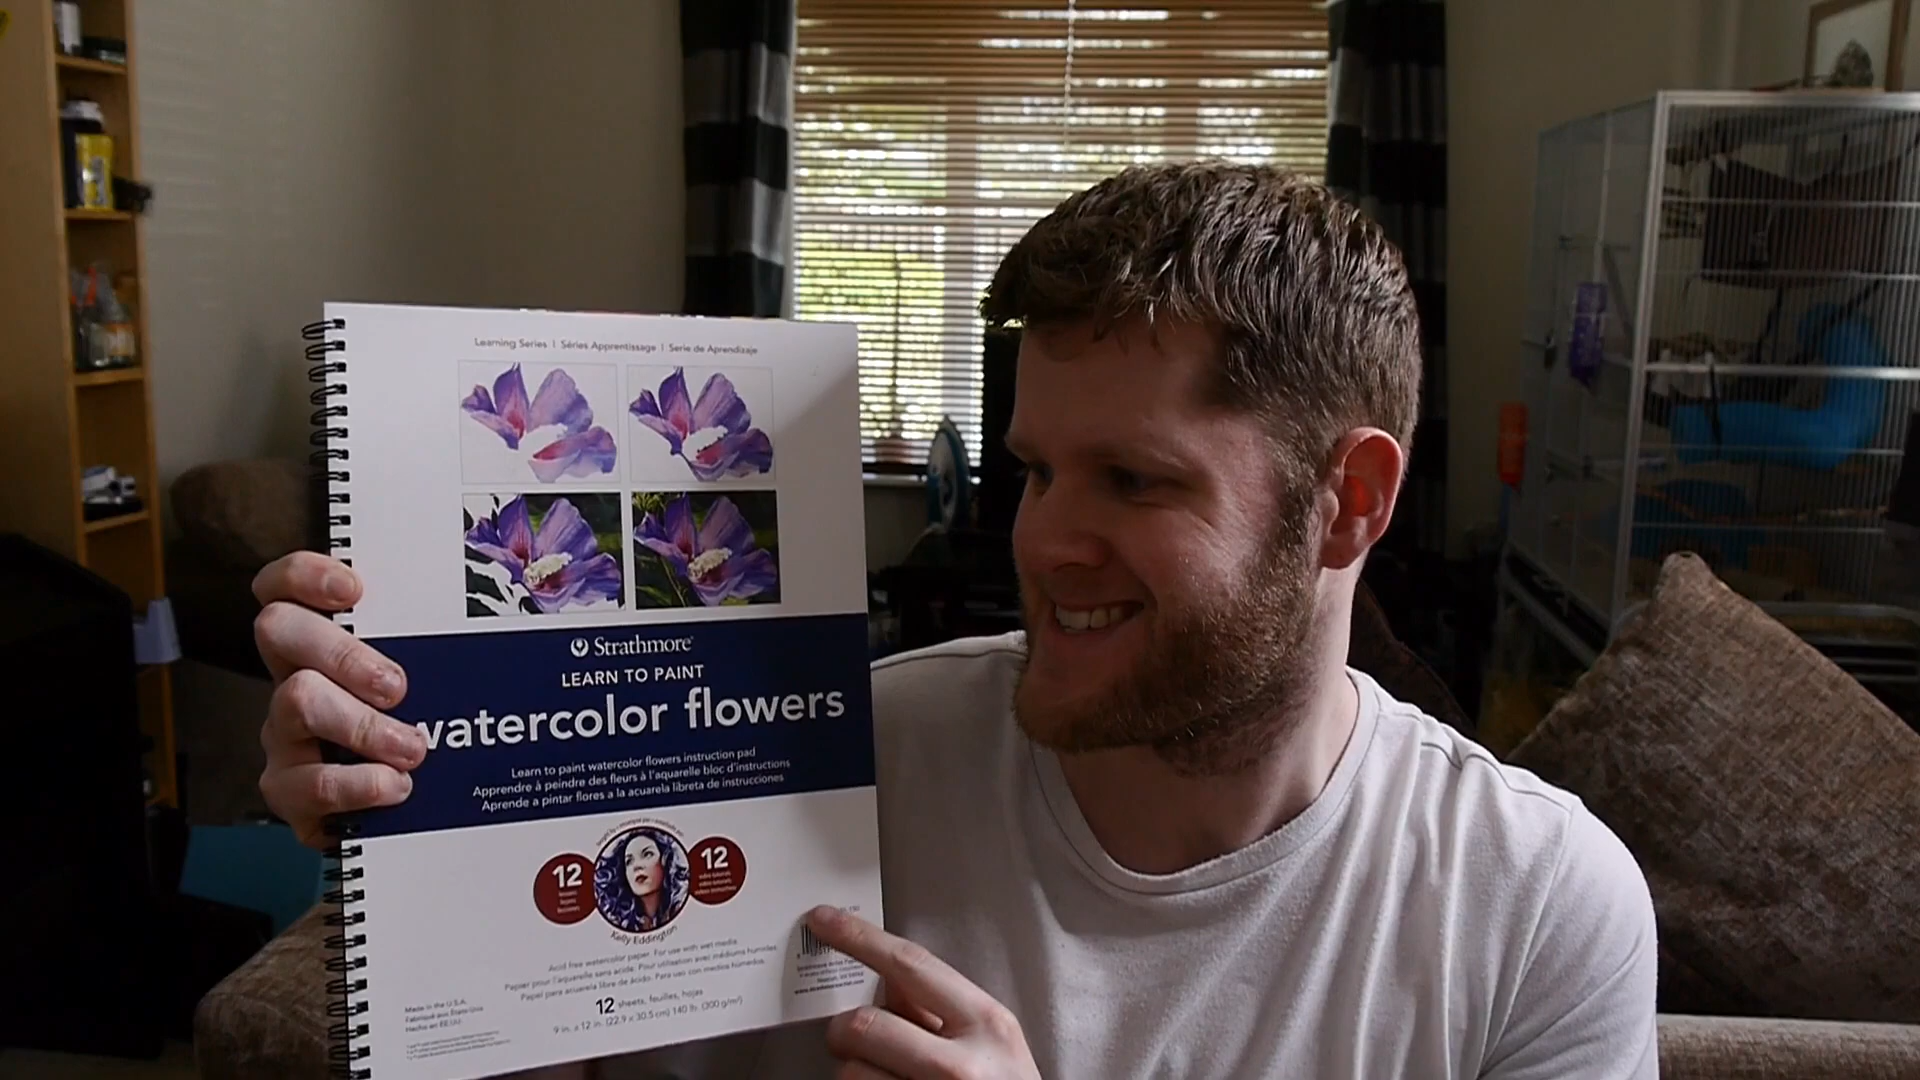 Learning Series | Séries Apprentissage | Serie de Aprendizaje
Strathmore
LEARN TO PAINT
watercolor flowers
Learn to paint watercolor flowers instruction pad
Apprendre à peindre des fleurs à l'aquarelle bloc d'instructions
Aprende a pintar flores a la acuarela libreta de instrucciones
12
12
Kelly Eddington
Acid free watercolor paper. For use with wet media.
Papier pour l'aquarelle sans acide. Pour utilisation avec médiums humides.
Papel para acuarela libre de ácido. Para uso con medios húmedos.
12 sheets, feuilles, hojas
9 in. x 12 in. (22.9 x 30.5 cm) 140 lb. (300 g/m²)
Made in the U.S.A.
Fabriqué aux États-Unis
Hecho en EE.UU.